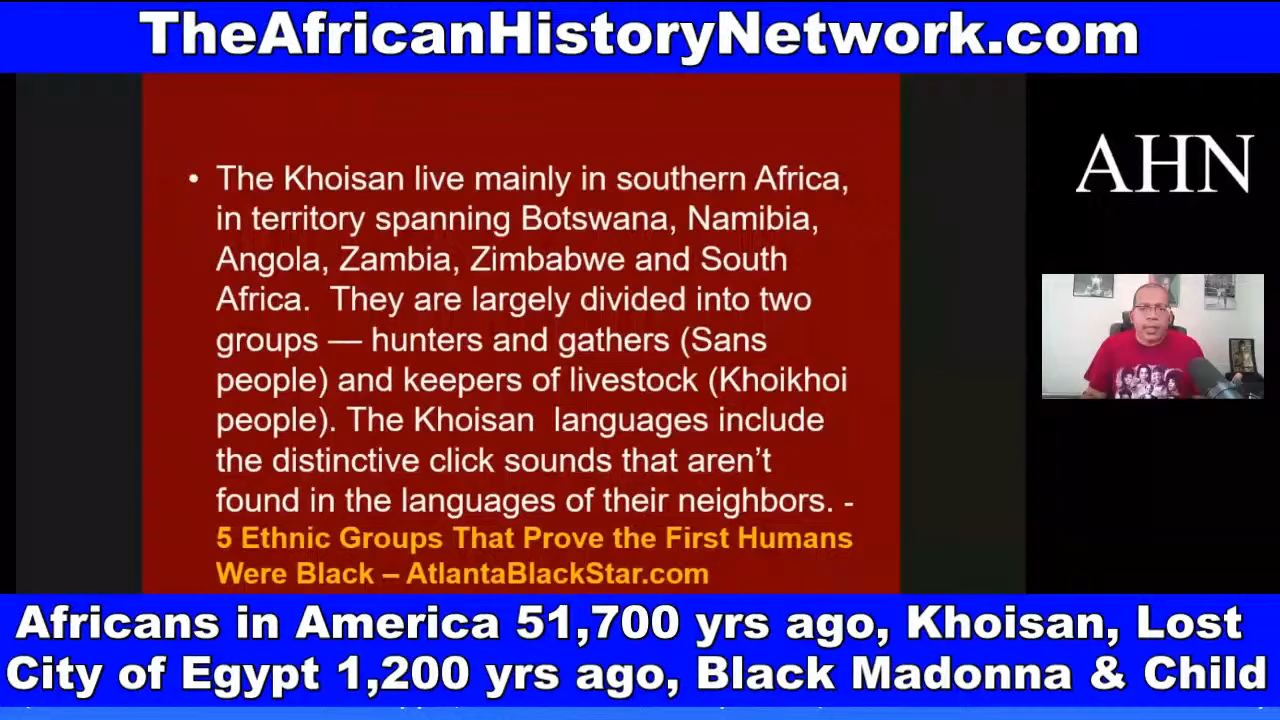 TheAfricanHistoryNetwork.com
AHN
• The Khoisan live mainly in southern Africa,
in territory spanning Botswana, Namibia,
Angola, Zambia, Zimbabwe and South
Africa.  They are largely divided into two
groups — hunters and gathers (Sans
people) and keepers of livestock (Khoikhoi
people). The Khoisan  languages include
the distinctive click sounds that aren’t
found in the languages of their neighbors. -
5 Ethnic Groups That Prove the First Humans
Were Black – AtlantaBlackStar.com
Africans in America 51,700 yrs ago, Khoisan, Lost
City of Egypt 1,200 yrs ago, Black Madonna & Child